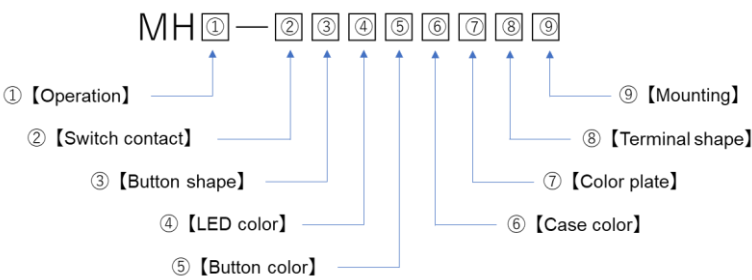 MH①—②③④⑤⑥⑦⑧⑨
①【Operation】
⑨【Mounting】
②【Switch contact】
⑧【Terminal shape】
③【Button shape】
⑦【Color plate】
④【LED color】
⑥【Case color】
⑤【Button color】